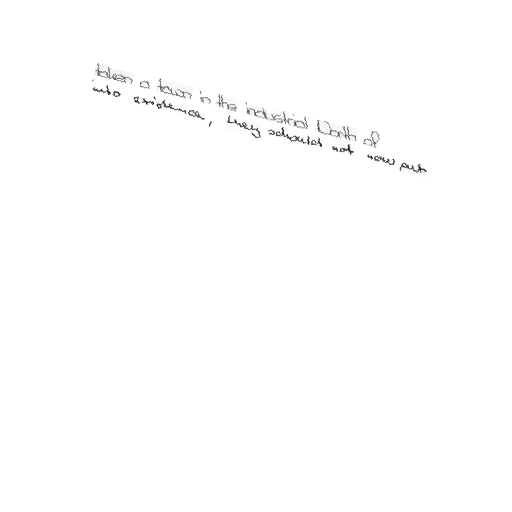 taken a town in the industrial North of
into existence, they should not now put